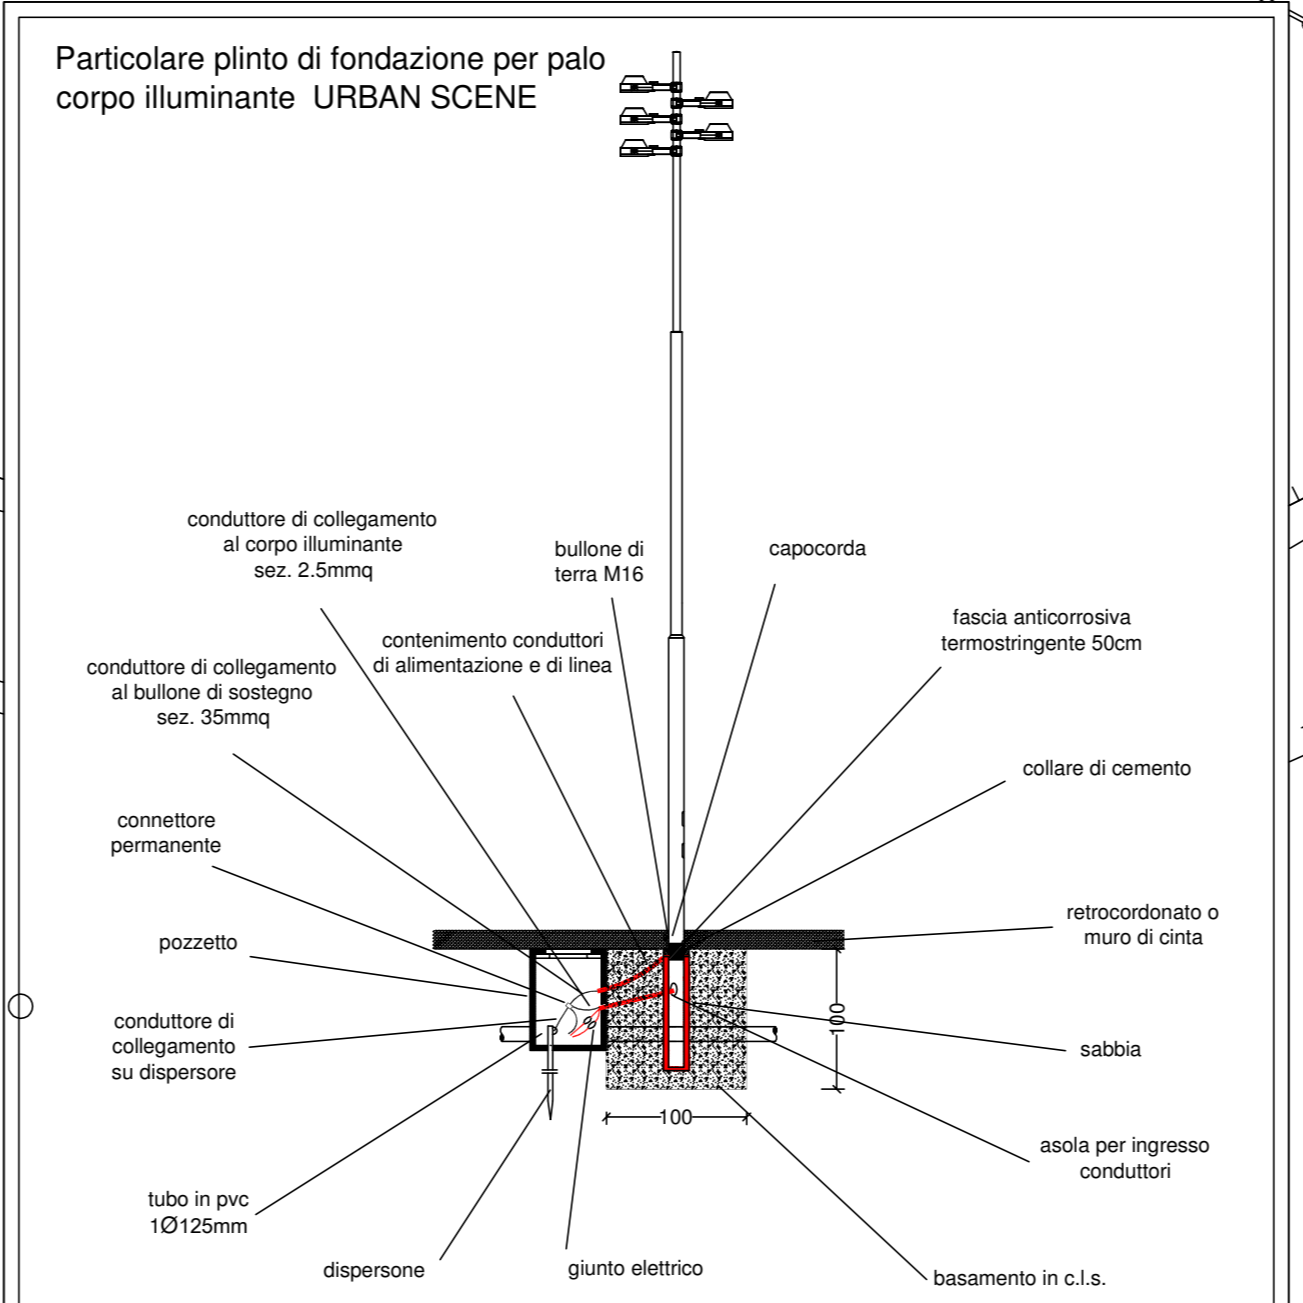 Particolare plinto di fondazione per palo
corpo illuminante URBAN SCENE
conduttore di collegamento
al corpo illuminante
sez. 2.5mmq
bullone di
terra M16
capocorda
fascia anticorrosiva
termostringente 50cm
contenimento conduttori
di alimentazione e di linea
conduttore di collegamento
al bullone di sostegno
sez. 35mmq
collare di cemento
connettore
permanente
retrocordonato o
muro di cinta
pozzetto
conduttore di
collegamento
su dispersore
100
sabbia
100
asola per ingresso
conduttori
tubo in pvc
1Ø125mm
dispersone
giunto elettrico
basamento in c.l.s.